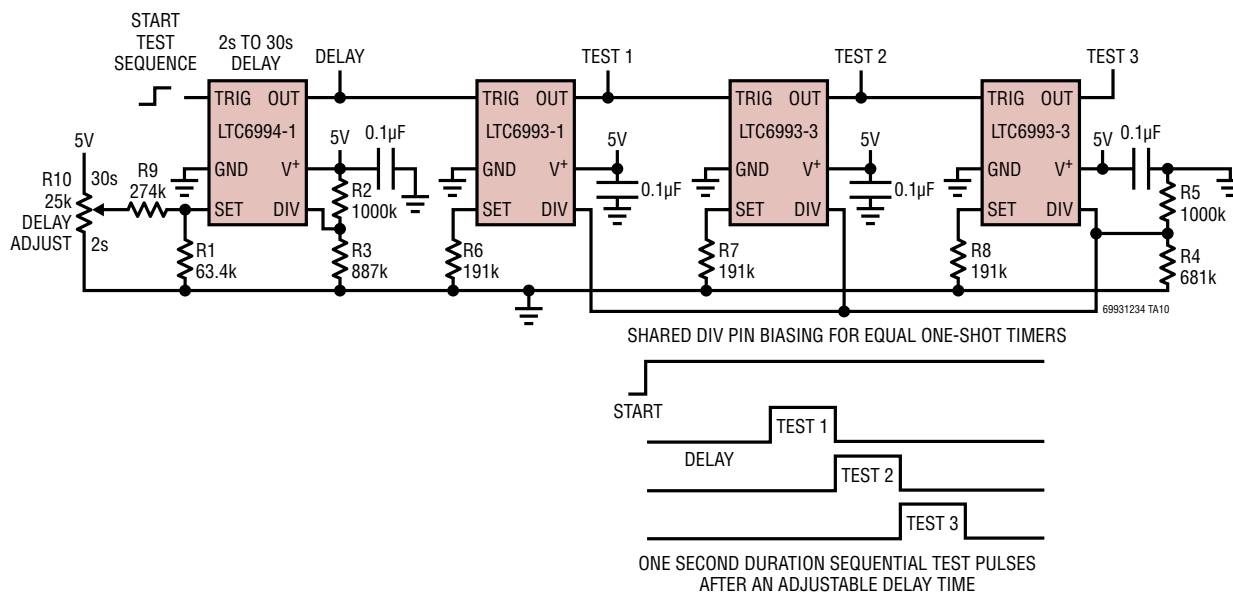 START
TEST
SEQUENCE
2s TO 30s
DELAY
DELAY
TEST 1
TEST 2
TEST 3
TRIG OUT
LTC6994-1
GND V+
SET DIV
TRIG OUT
LTC6993-1
GND V+
SET DIV
TRIG OUT
LTC6993-3
GND V+
SET DIV
TRIG OUT
LTC6993-3
GND V+
SET DIV
5V
R10
25k
DELAY
ADJUST
30s
2s
R9
274k
R1
63.4k
5V
0.1µF
R2
1000k
R3
887k
R6
191k
5V
0.1µF
R7
191k
5V
0.1µF
R8
191k
5V
0.1µF
R5
1000k
R4
681k
69931234 TA10
SHARED DIV PIN BIASING FOR EQUAL ONE-SHOT TIMERS
START
TEST 1
DELAY
TEST 2
TEST 3
ONE SECOND DURATION SEQUENTIAL TEST PULSES
AFTER AN ADJUSTABLE DELAY TIME